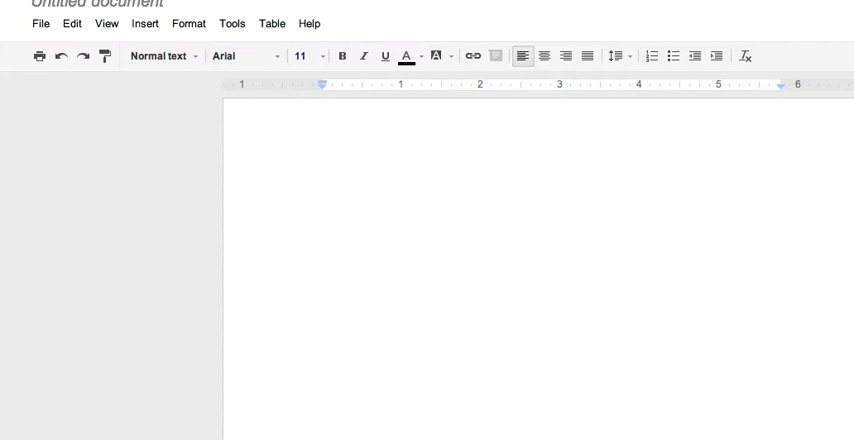 Untitled document
File Edit View Insert Format Tools Table Help
Normal text Arial 11 B I U A A
1 1 2 3 4 5 6